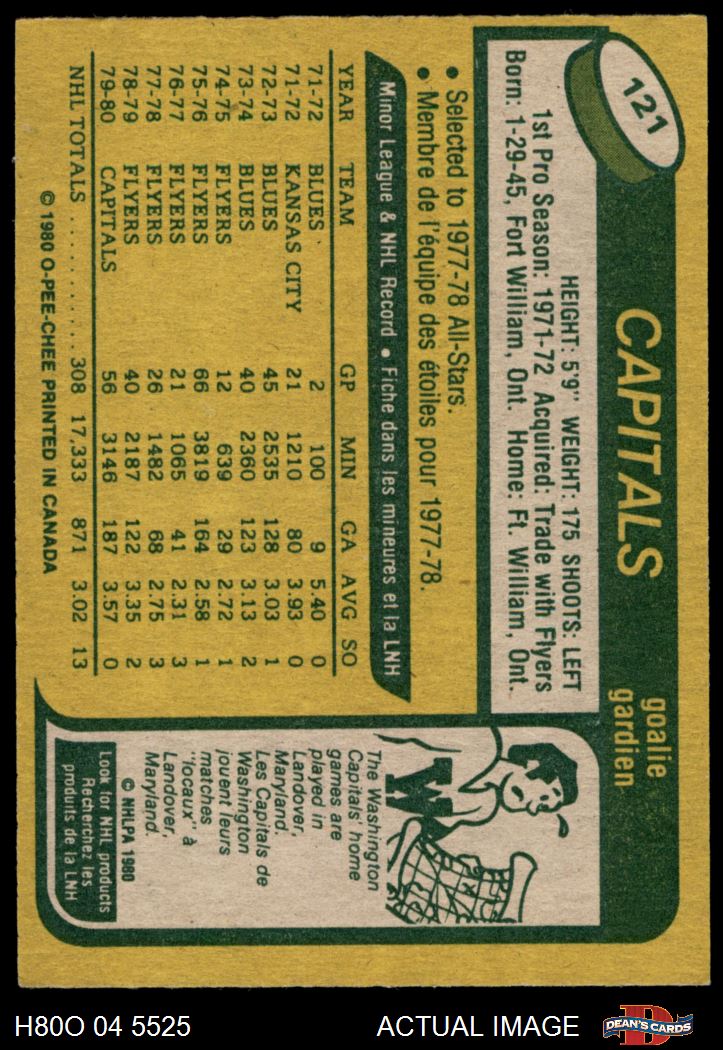 121
CAPITALS
goalie
gardien
HEIGHT: 5'9" WEIGHT: 175 SHOOTS: LEFT
1st Pro Season: 1971-72 Acquired: Trade with Flyers
Born: 1-29-45, Fort William, Ont. Home: Ft. William, Ont.
• Selected to 1977-78 All-Stars.
• Membre de l'équipe des étoiles pour 1977-78.
Minor League & NHL Record • Fiche dans les mineures et la LNH
YEAR TEAM GP MIN GA AVG SO
71-72 BLUES 2 100 9 5.40 0
71-72 KANSAS CITY 21 1210 80 3.93 0
72-73 BLUES 45 2535 128 3.03 1
73-74 BLUES 40 2360 123 3.13 2
74-75 FLYERS 12 639 29 2.72 1
75-76 FLYERS 66 3819 164 2.58 1
76-77 FLYERS 21 1065 41 2.31 3
77-78 FLYERS 26 1482 68 2.75 3
78-79 FLYERS 40 2187 122 3.35 2
79-80 CAPITALS 56 3146 187 3.57 0
NHL TOTALS .......... 308 17,333 871 3.02 13
© 1980 O-PEE-CHEE PRINTED IN CANADA
The Washington
Capitals' home
games are
played in
Landover,
Maryland.
Les Capitals de
Washington
jouent leurs
matches
"locaux" à
Landover,
Maryland.
© NHLPA 1980
Look for NHL products
Recherchez les
produits de la LNH
H80O 04 5525
ACTUAL IMAGE
D
DEAN'S CARDS